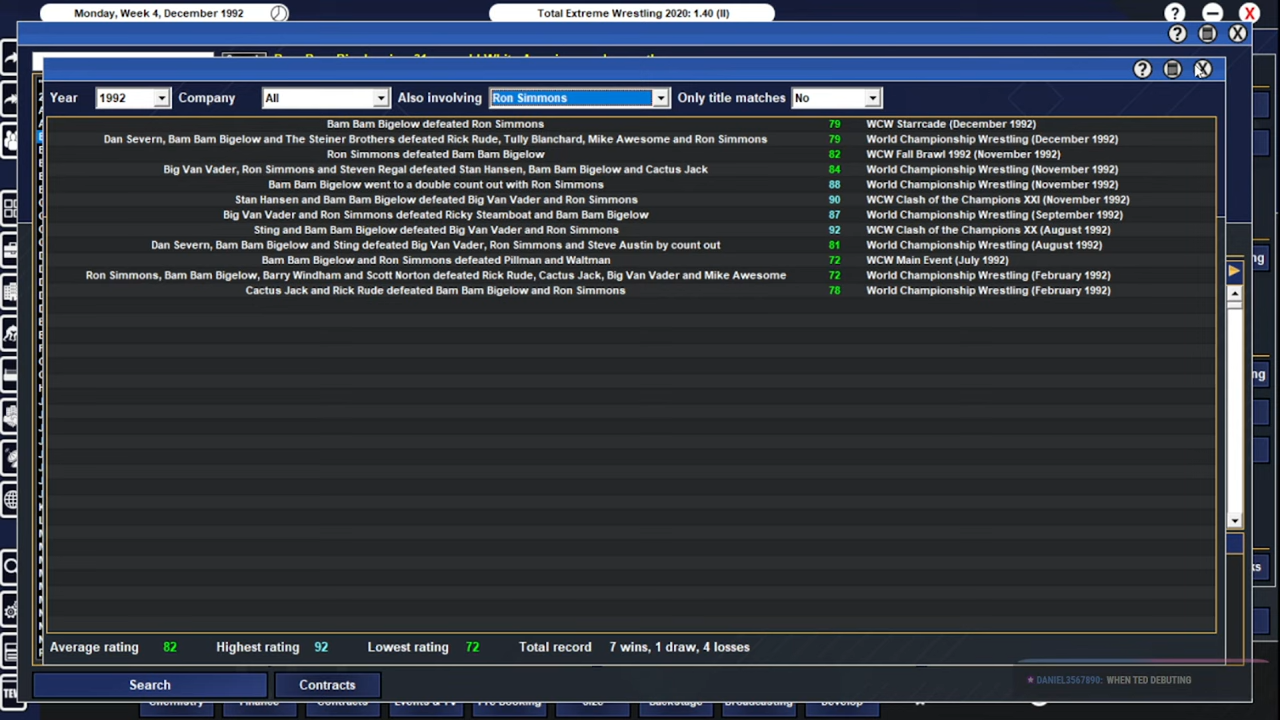 Monday, Week 4, December 1992
Total Extreme Wrestling 2020: 1.40 (II)
Year 1992 Company All Also involving Ron Simmons Only title matches No
Bam Bam Bigelow defeated Ron Simmons 79 WCW Starrcade (December 1992)
Dan Severn, Bam Bam Bigelow and The Steiner Brothers defeated Rick Rude, Tully Blanchard, Mike Awesome and Ron Simmons 79 World Championship Wrestling (December 1992)
Ron Simmons defeated Bam Bam Bigelow 82 WCW Fall Brawl 1992 (November 1992)
Big Van Vader, Ron Simmons and Steven Regal defeated Stan Hansen, Bam Bam Bigelow and Cactus Jack 84 World Championship Wrestling (November 1992)
Bam Bam Bigelow went to a double count out with Ron Simmons 88 World Championship Wrestling (November 1992)
Stan Hansen and Bam Bam Bigelow defeated Big Van Vader and Ron Simmons 90 WCW Clash of the Champions XXI (November 1992)
Big Van Vader and Ron Simmons defeated Ricky Steamboat and Bam Bam Bigelow 87 World Championship Wrestling (September 1992)
Sting and Bam Bam Bigelow defeated Big Van Vader and Ron Simmons 92 WCW Clash of the Champions XX (August 1992)
Dan Severn, Bam Bam Bigelow and Sting defeated Big Van Vader, Ron Simmons and Steve Austin by count out 81 World Championship Wrestling (August 1992)
Bam Bam Bigelow and Ron Simmons defeated Pillman and Waltman 72 WCW Main Event (July 1992)
Ron Simmons, Bam Bam Bigelow, Barry Windham and Scott Norton defeated Rick Rude, Cactus Jack, Big Van Vader and Mike Awesome 72 World Championship Wrestling (February 1992)
Cactus Jack and Rick Rude defeated Bam Bam Bigelow and Ron Simmons 78 World Championship Wrestling (February 1992)
Average rating 82 Highest rating 92 Lowest rating 72 Total record 7 wins, 1 draw, 4 losses
Search Contracts
DANIEL3567890: WHEN TED DEBUTING